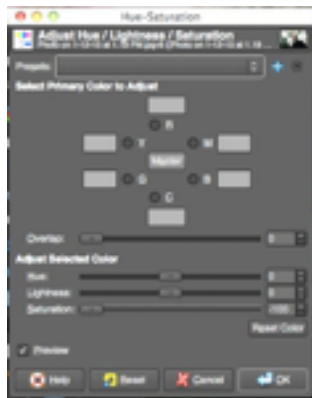 Hue-Saturation
Adjust Hue / Lightness / Saturation
Presets:
Select Primary Color to Adjust
R
Y M
Master
G B
C
Overlap: 0
Adjust Selected Color
Hue: 0
Lightness: 0
Saturation: -100
Reset Color
Preview
Help Reset Cancel OK